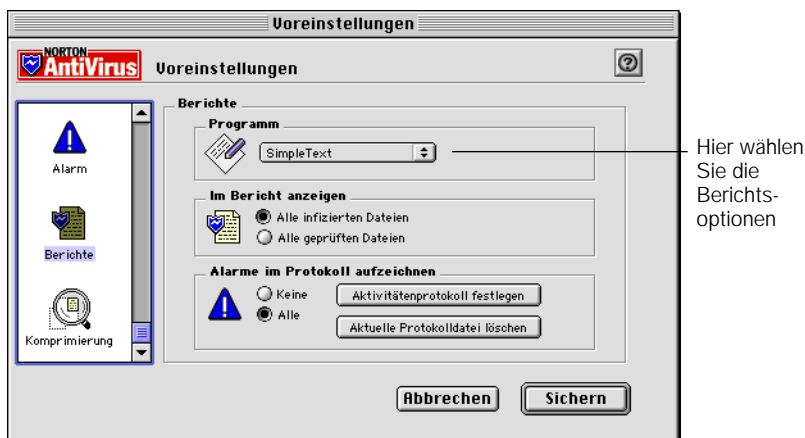 Voreinstellungen
NORTON
AntiVirus
Voreinstellungen
Alarm
Berichte
Komprimierung
Berichte
Programm
SimpleText
Im Bericht anzeigen
Alle infizierten Dateien
Alle geprüften Dateien
Alarme im Protokoll aufzeichnen
Keine
Alle
Aktivitätenprotokoll festlegen
Aktuelle Protokolldatei löschen
Abbrechen
Sichern
Hier wählen
Sie die
Berichts-
optionen